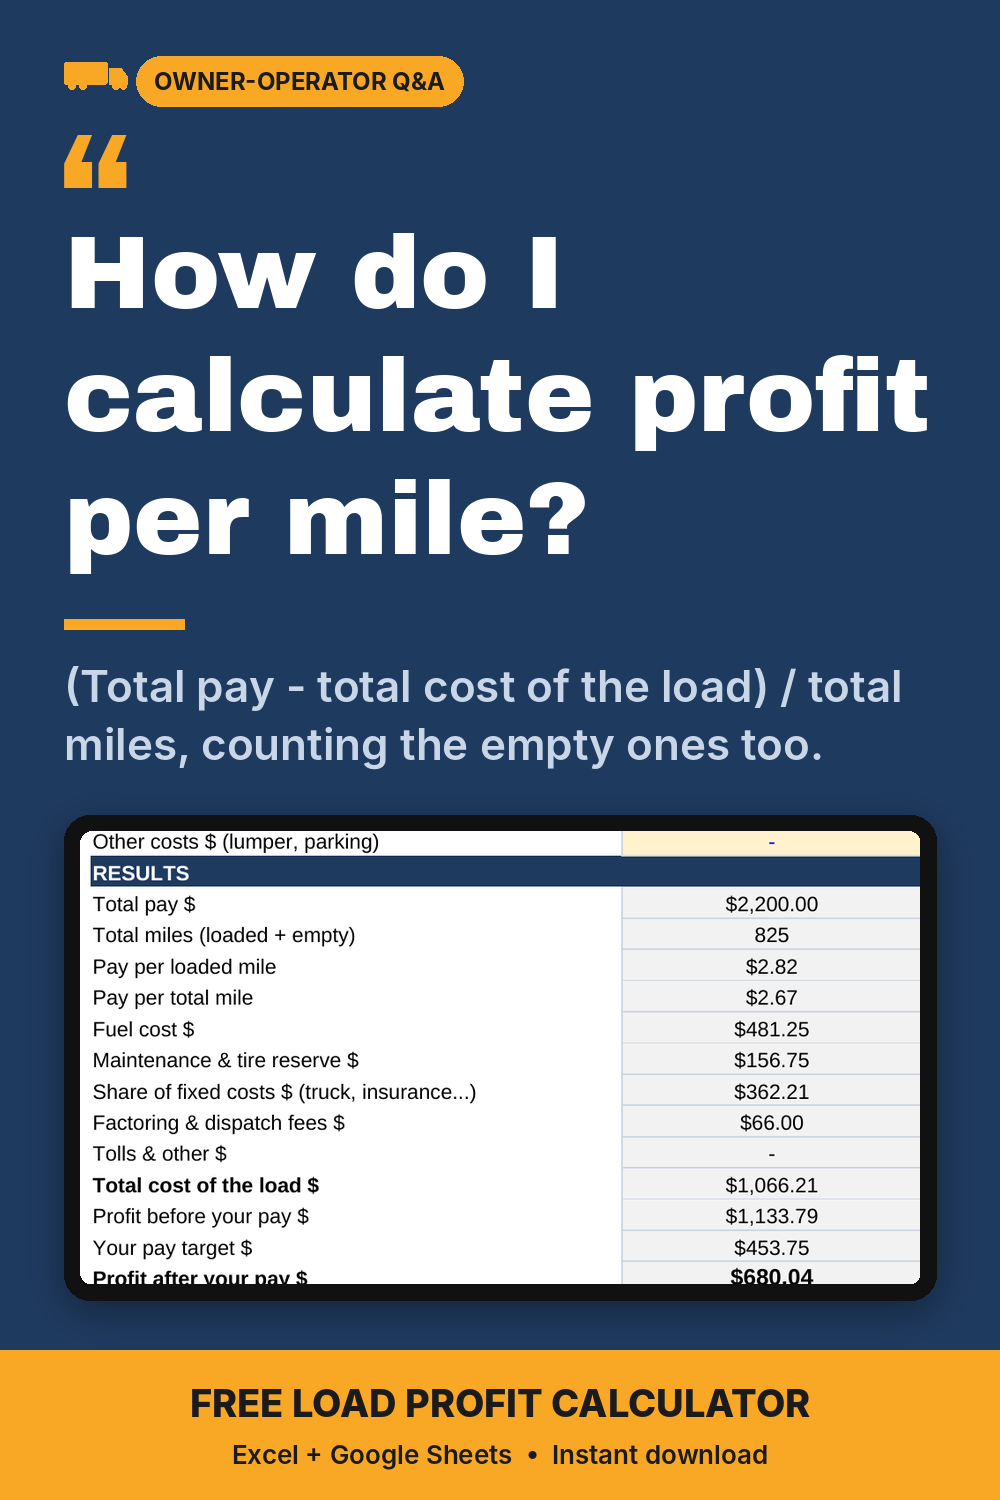 OWNER-OPERATOR Q&A
“
How do I
calculate profit
per mile?
(Total pay - total cost of the load) / total
miles, counting the empty ones too.
Other costs $ (lumper, parking) -
RESULTS
Total pay $ $2,200.00
Total miles (loaded + empty) 825
Pay per loaded mile $2.82
Pay per total mile $2.67
Fuel cost $ $481.25
Maintenance & tire reserve $ $156.75
Share of fixed costs $ (truck, insurance...) $362.21
Factoring & dispatch fees $ $66.00
Tolls & other $ -
Total cost of the load $ $1,066.21
Profit before your pay $ $1,133.79
Your pay target $ $453.75
Profit after your pay $ $680.04
FREE LOAD PROFIT CALCULATOR
Excel + Google Sheets • Instant download